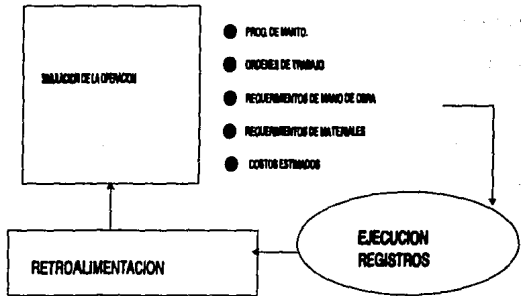 PROG. DE MANTO.
SIMULACION DE LA OPERACION
ORDENES DE TRABAJO
REQUERIMIENTOS DE MANO DE OBRA
REQUERIMIENTOS DE MATERIALES
COSTOS ESTIMADOS
EJECUCION
REGISTROS
RETROALIMENTACION